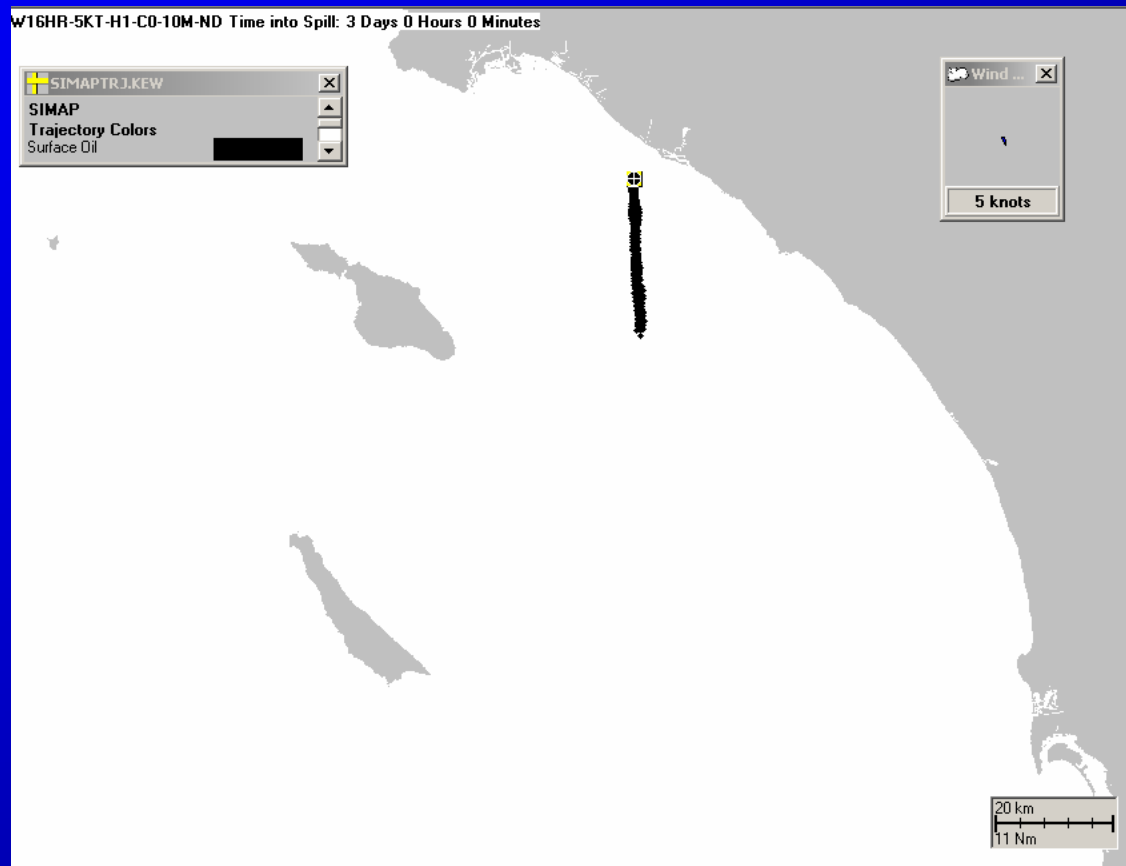 W16HR-5KT-H1-C0-10M-ND Time into Spill: 3 Days 0 Hours 0 Minutes
SIMAPTRJ.KEW
SIMAP
Trajectory Colors
Surface Oil
Wind ...
5 knots
20 km
11 Nm